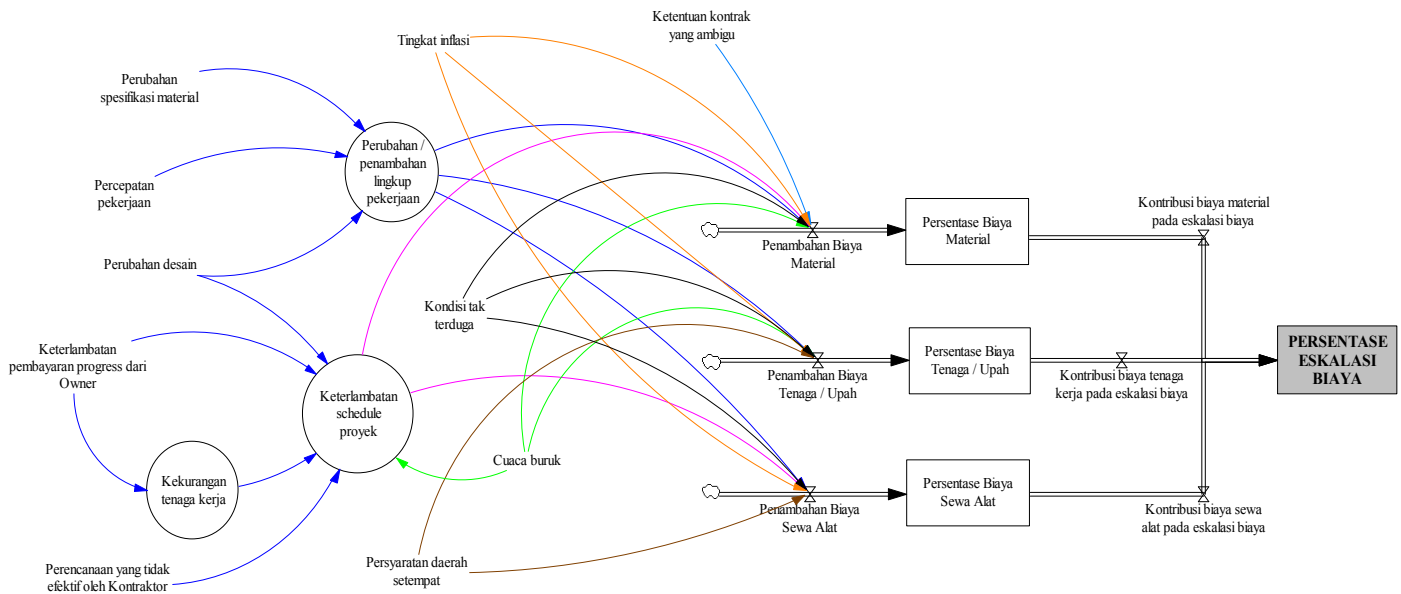 Ketentuan kontrak
yang ambigu
Tingkat inflasi
Perubahan
spesifikasi material
Perubahan /
penambahan
lingkup
pekerjaan
Percepatan
pekerjaan
Perubahan desain
Penambahan Biaya
Material
Persentase Biaya
Material
Kontribusi biaya material
pada eskalasi biaya
Kondisi tak
terduga
Keterlambatan
pembayaran progress dari
Owner
Keterlambatan
schedule
proyek
Penambahan Biaya
Tenaga / Upah
Persentase Biaya
Tenaga / Upah
Kontribusi biaya tenaga
kerja pada eskalasi biaya
PERSENTASE
ESKALASI
BIAYA
Kekurangan
tenaga kerja
Cuaca buruk
Penambahan Biaya
Sewa Alat
Persentase Biaya
Sewa Alat
Kontribusi biaya sewa
alat pada eskalasi biaya
Persyaratan daerah
setempat
Perencanaan yang tidak
efektif oleh Kontraktor